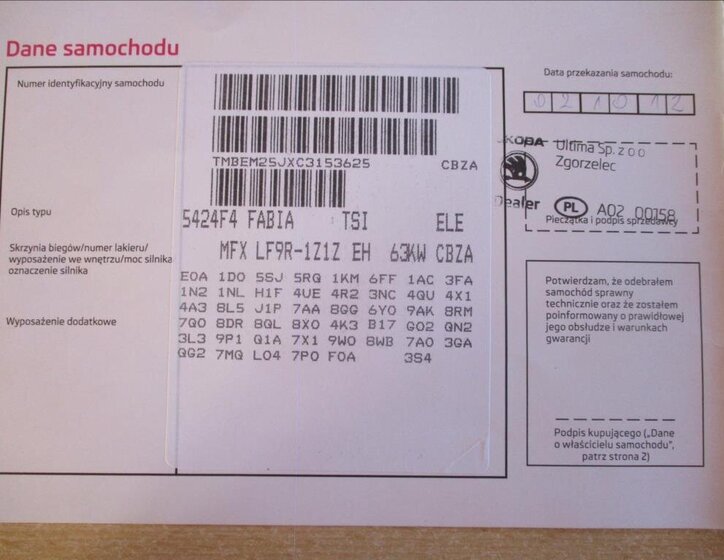 Dane samochodu
Numer identyfikacyjny samochodu
TMBEM25JXC3153625 CBZA
Opis typu
5424F4 FABIA TSI ELE
Skrzynia biegów/numer lakieru/
wyposażenie we wnętrzu/moc silnika
oznaczenie silnika
MFX LF9R-1Z1Z EH 63KW CBZA
Wyposażenie dodatkowe
E0A 1D0 5SJ 5RQ 1KM 6FF 1AC 3FA
1N2 1NL H1F 4UE 4R2 3NC 4QU 4X1
4A3 8L5 J1P 7AA 8GG 6Y0 9AK 8RM
7Q0 8DR 8QL 8X0 4K3 B17 G02 QN2
3L3 9P1 Q1A 7X1 9W0 8WB 7A0 3GA
QG2 7MQ L04 7P0 F0A 3S4
Data przekazania samochodu:
02 10 12
ŠKODA
Ultima Sp. z o o
Zgorzelec
Dealer
PL
A02 00158
Pieczątka i podpis sprzedawcy
Potwierdzam, że odebrałem
samochód sprawny
technicznie oraz że zostałem
poinformowany o prawidłowej
jego obsłudze i warunkach
gwarancji
Podpis kupującego („Dane
o właścicielu samochodu",
patrz strona 2)